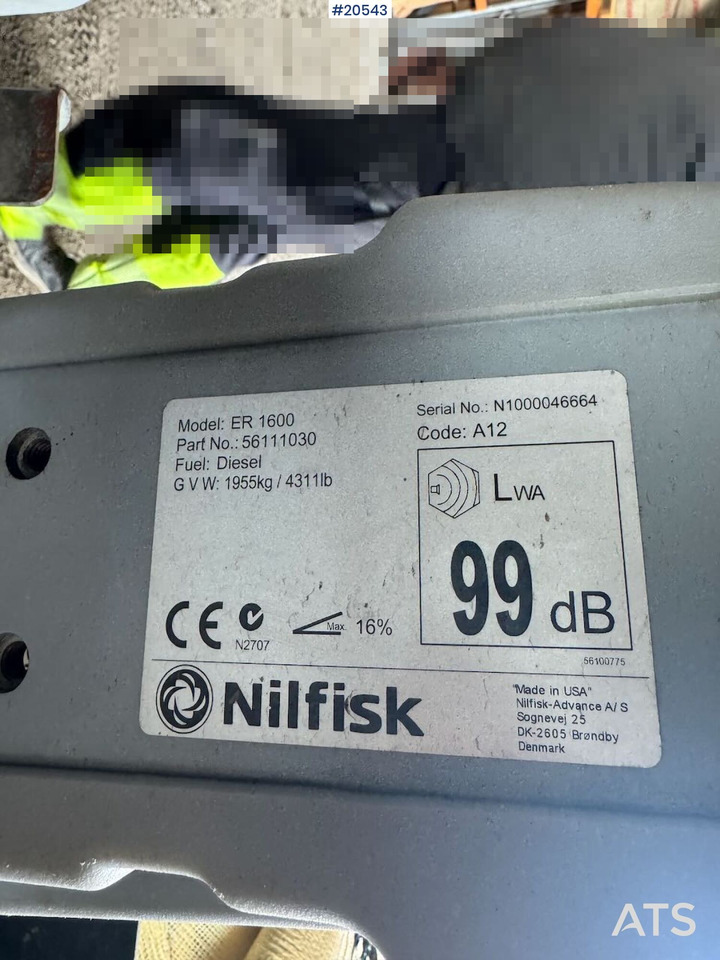 #20543
Model: ER 1600
Part No.: 56111030
Fuel: Diesel
G V W: 1955kg / 4311lb
Serial No.: N1000046664
Code: A12
LWA
99 dB
CE
N2707
Max. 16%
56100775
Nilfisk
"Made in USA"
Nilfisk-Advance A/S
Sognevej 25
DK-2605 Brøndby
Denmark
ATS